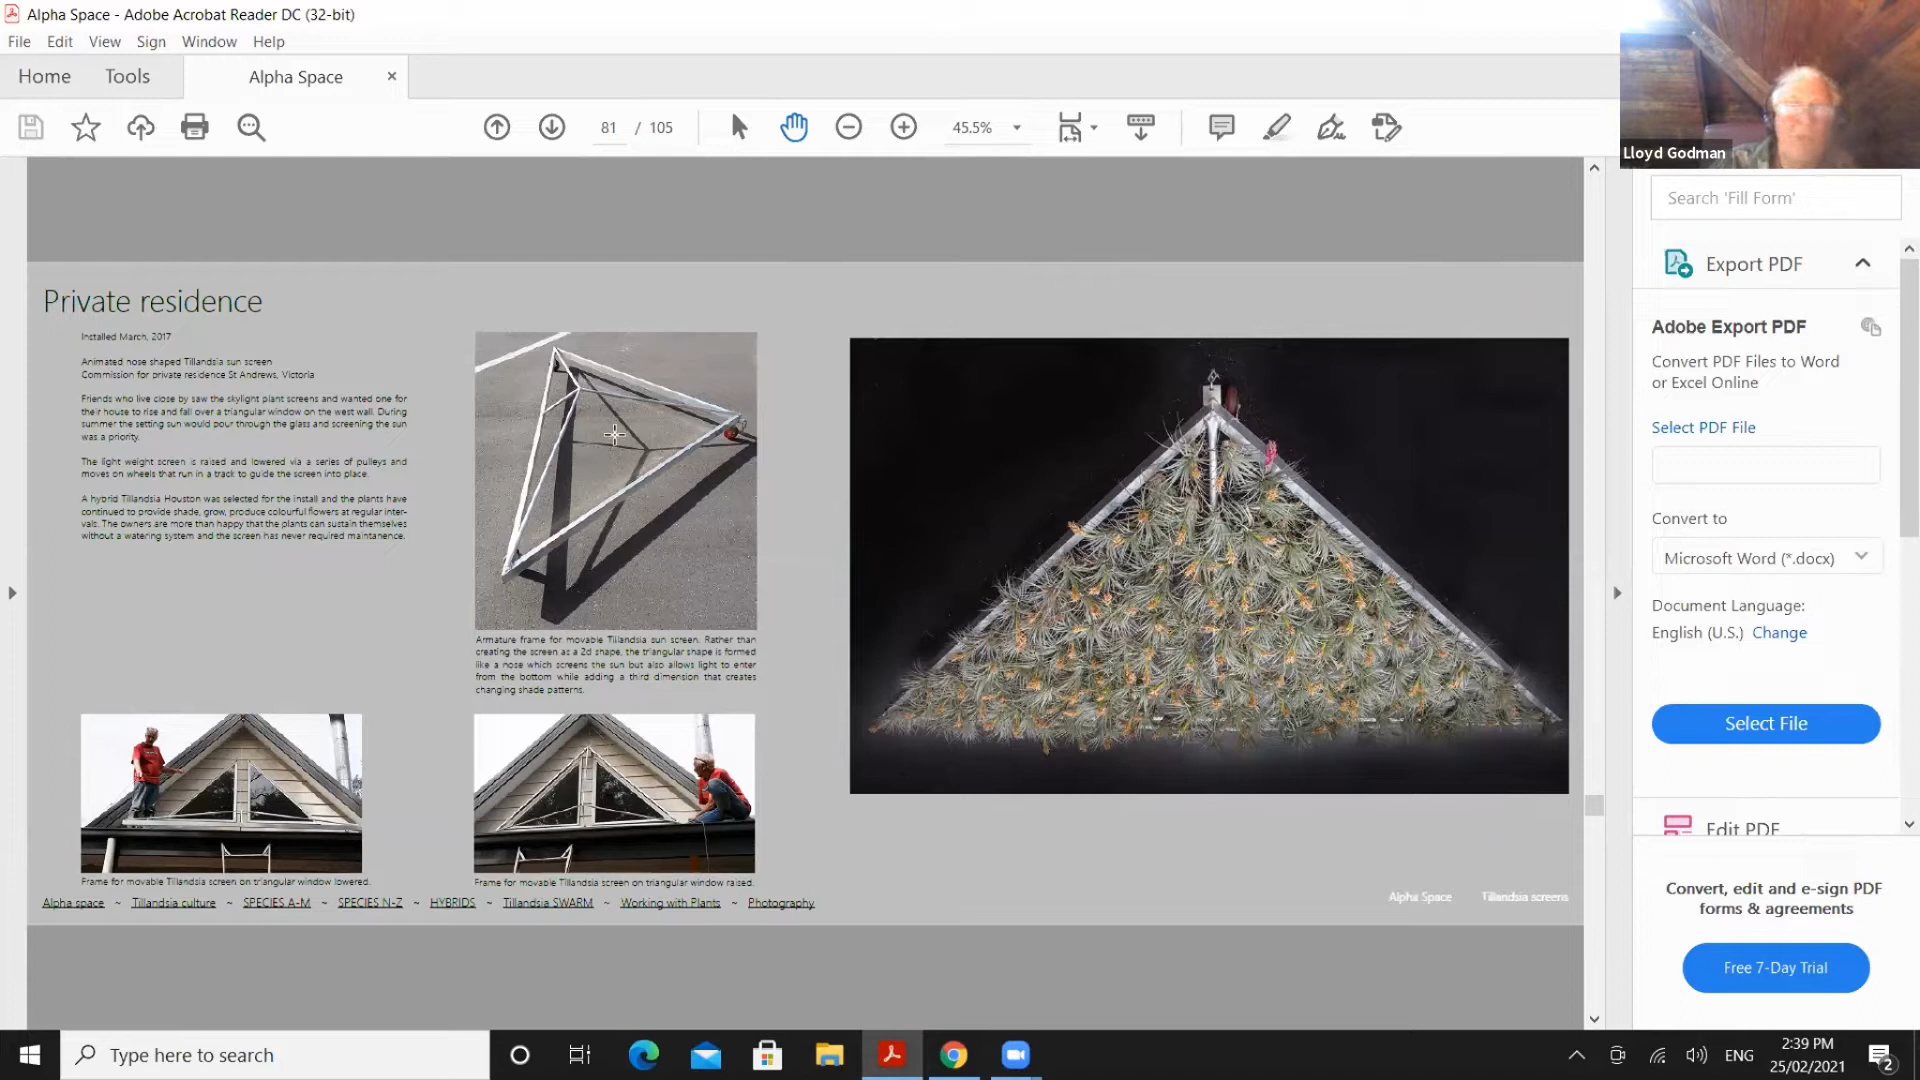 Alpha Space - Adobe Acrobat Reader DC (32-bit)
File Edit View Sign Window Help
Home Tools Alpha Space ×
81 / 105 45.5%
Lloyd Godman
Search 'Fill Form'
Export PDF
Adobe Export PDF
Convert PDF Files to Word
or Excel Online
Select PDF File
Convert to
Microsoft Word (*.docx)
Document Language:
English (U.S.) Change
Select File
Edit PDF
Convert, edit and e-sign PDF
forms & agreements
Free 7-Day Trial
Private residence
Installed March, 2017
Animated nose shaped Tillandsia sun screen
Commission for private residence St Andrews, Victoria
Friends who live close by saw the skylight plant screens and wanted one for
their house to rise and fall over a triangular window on the west wall. During
summer the setting sun would pour through the glass and screening the sun
was a priority.
The light weight screen is raised and lowered via a series of pulleys and
moves on wheels that run in a track to guide the screen into place.
A hybrid Tillandsia Houston was selected for the install and the plants have
continued to provide shade, grow, produce colourful flowers at regular inter-
vals. The owners are more than happy that the plants can sustain themselves
without a watering system and the screen has never required maintanence.
Armature frame for movable Tillandsia sun screen. Rather than
creating the screen as a 2d shape, the triangular shape is formed
like a nose which screens the sun but also allows light to enter
from the bottom while adding a third dimension that creates
changing shade patterns.
Frame for movable Tillandsia screen on triangular window lowered.
Frame for movable Tillandsia screen on triangular window raised.
Alpha space ~ Tillandsia culture ~ SPECIES A-M ~ SPECIES N-Z ~ HYBRIDS ~ Tillandsia SWARM ~ Working with Plants ~ Photography
Alpha Space Tillandsia screens
Type here to search
ENG
2:39 PM
25/02/2021
2